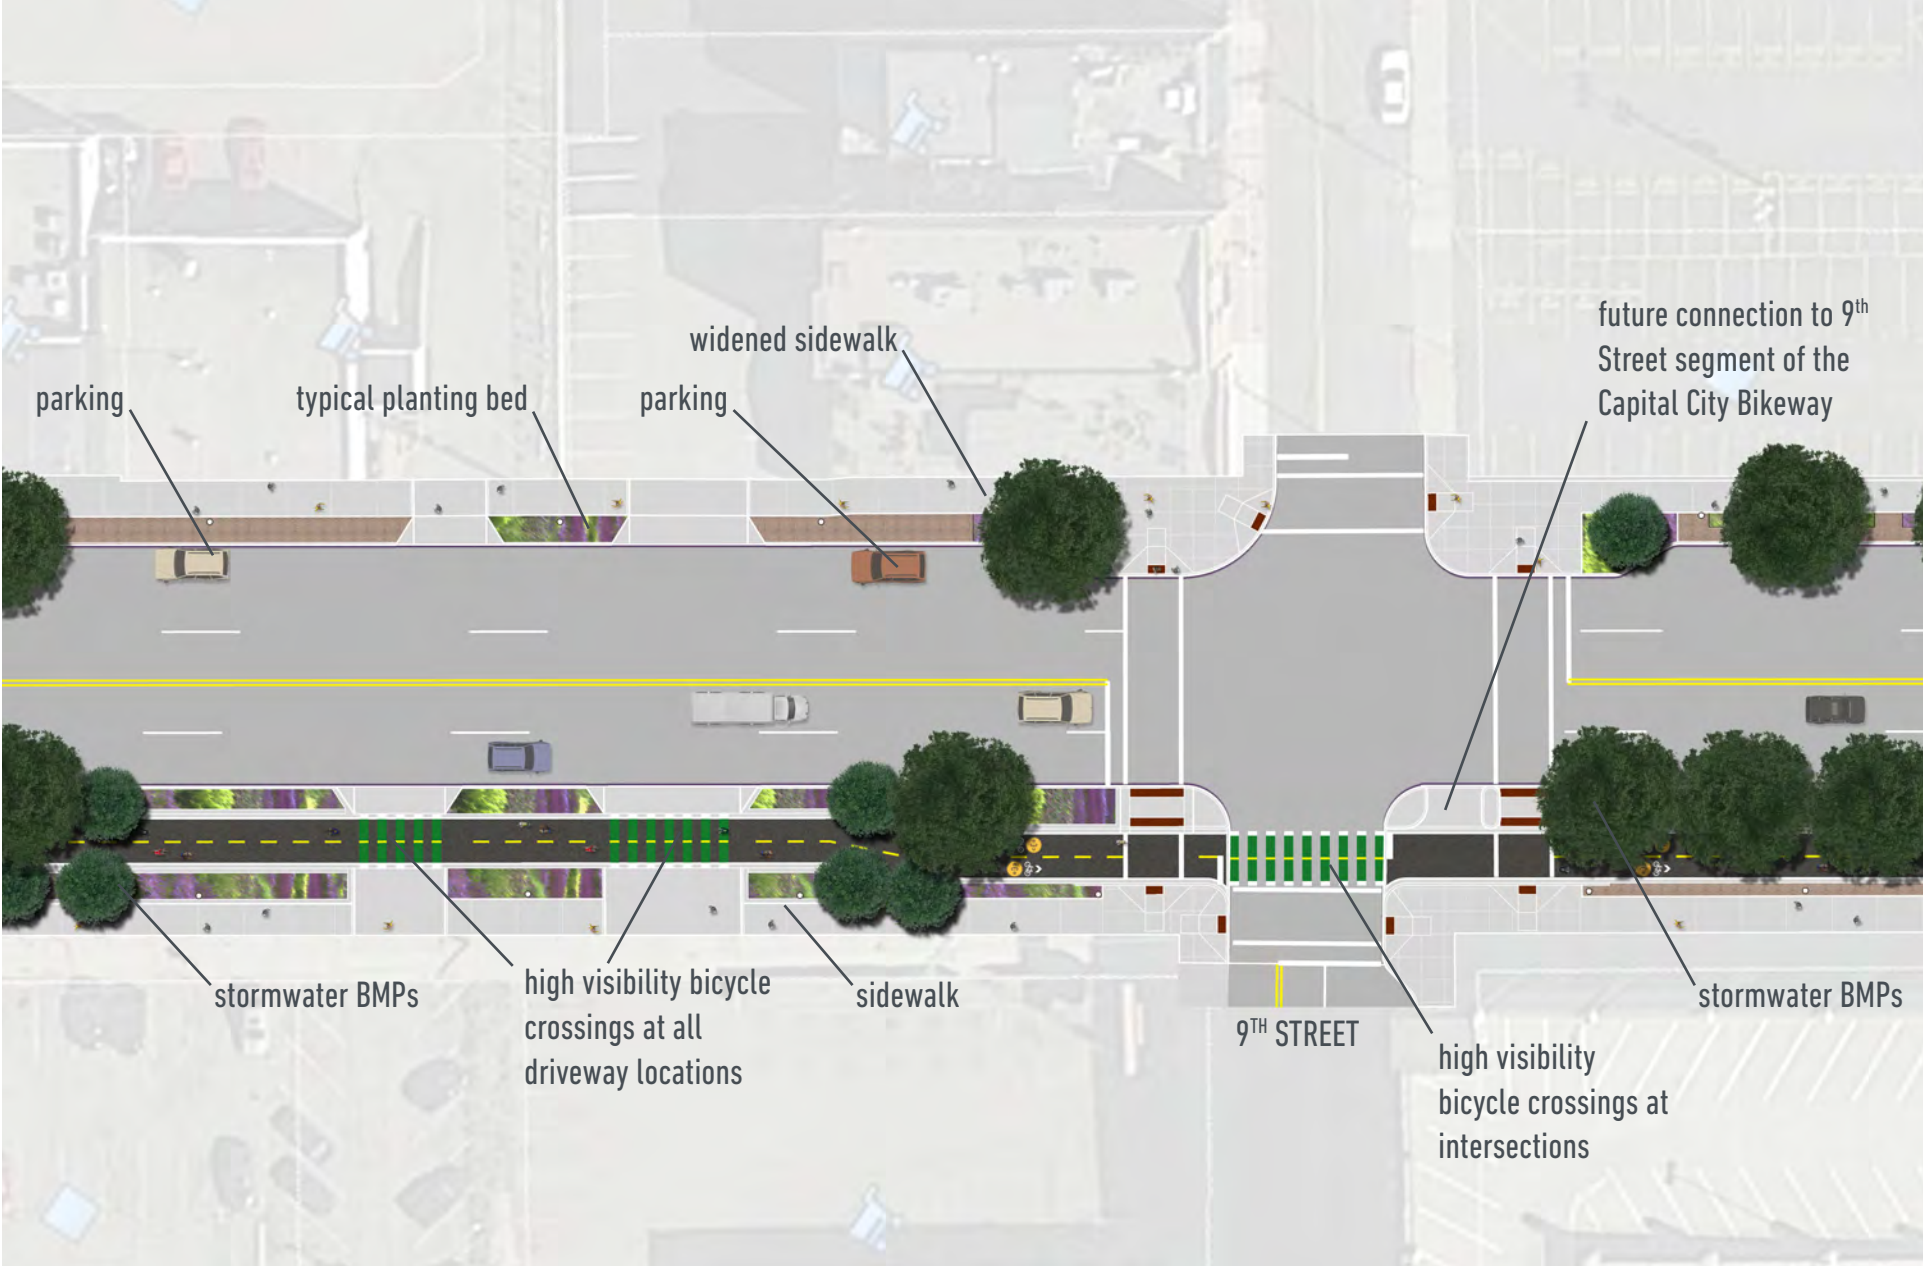 future connection to 9th
Street segment of the
Capital City Bikeway
widened sidewalk
parking
typical planting bed
parking
stormwater BMPs
high visibility bicycle
crossings at all
driveway locations
sidewalk
9TH STREET
high visibility
bicycle crossings at
intersections
stormwater BMPs